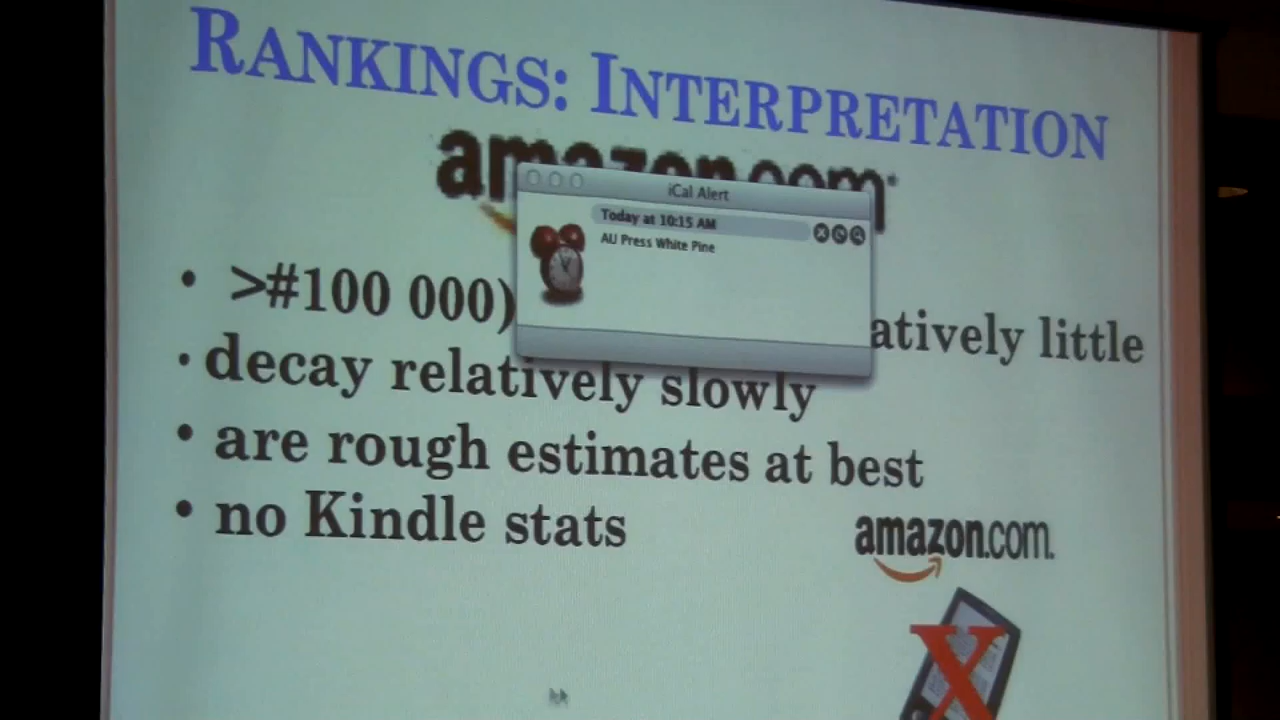 RANKINGS: INTERPRETATION
amazon.com
iCal Alert
Today at 10:15 AM
AU Press White Pine
• >#100 000) atively little
• decay relatively slowly
• are rough estimates at best
• no Kindle stats
amazon.com.
X